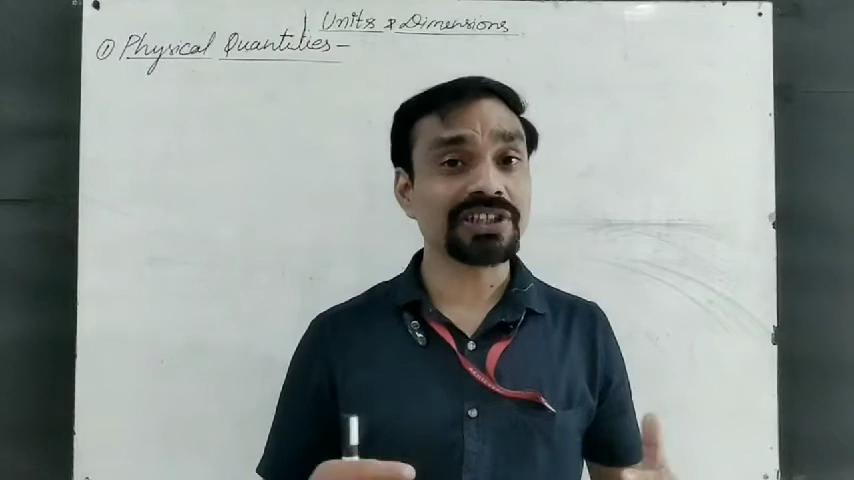 Units & Dimensions
① Physical Quantities –